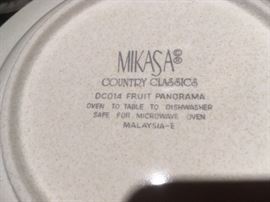 MIKASA®
COUNTRY CLASSICS
DC014 FRUIT PANORAMA
OVEN TO TABLE TO DISHWASHER
SAFE FOR MICROWAVE OVEN
MALAYSIA-E